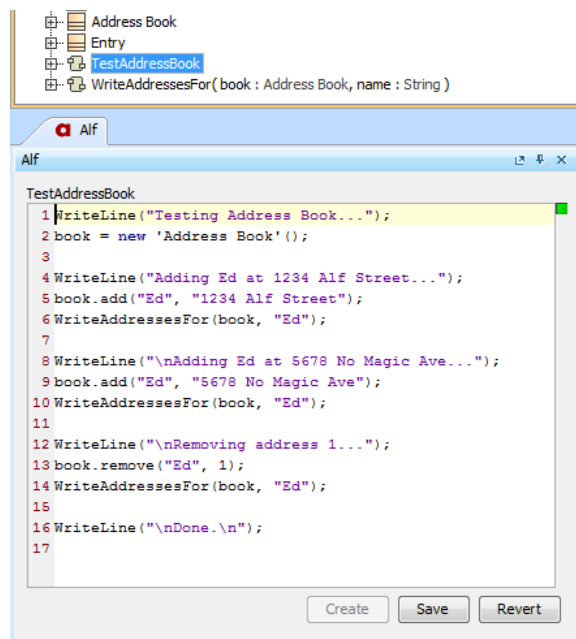 Address Book
Entry
TestAddressBook
WriteAddressesFor( book : Address Book, name : String )
a Alf
Alf
TestAddressBook
1 WriteLine("Testing Address Book...");
2 book = new 'Address Book'();
3
4 WriteLine("Adding Ed at 1234 Alf Street...");
5 book.add("Ed", "1234 Alf Street");
6 WriteAddressesFor(book, "Ed");
7
8 WriteLine("\nAdding Ed at 5678 No Magic Ave...");
9 book.add("Ed", "5678 No Magic Ave");
10 WriteAddressesFor(book, "Ed");
11
12 WriteLine("\nRemoving address 1...");
13 book.remove("Ed", 1);
14 WriteAddressesFor(book, "Ed");
15
16 WriteLine("\nDone.\n");
17
Create Save Revert